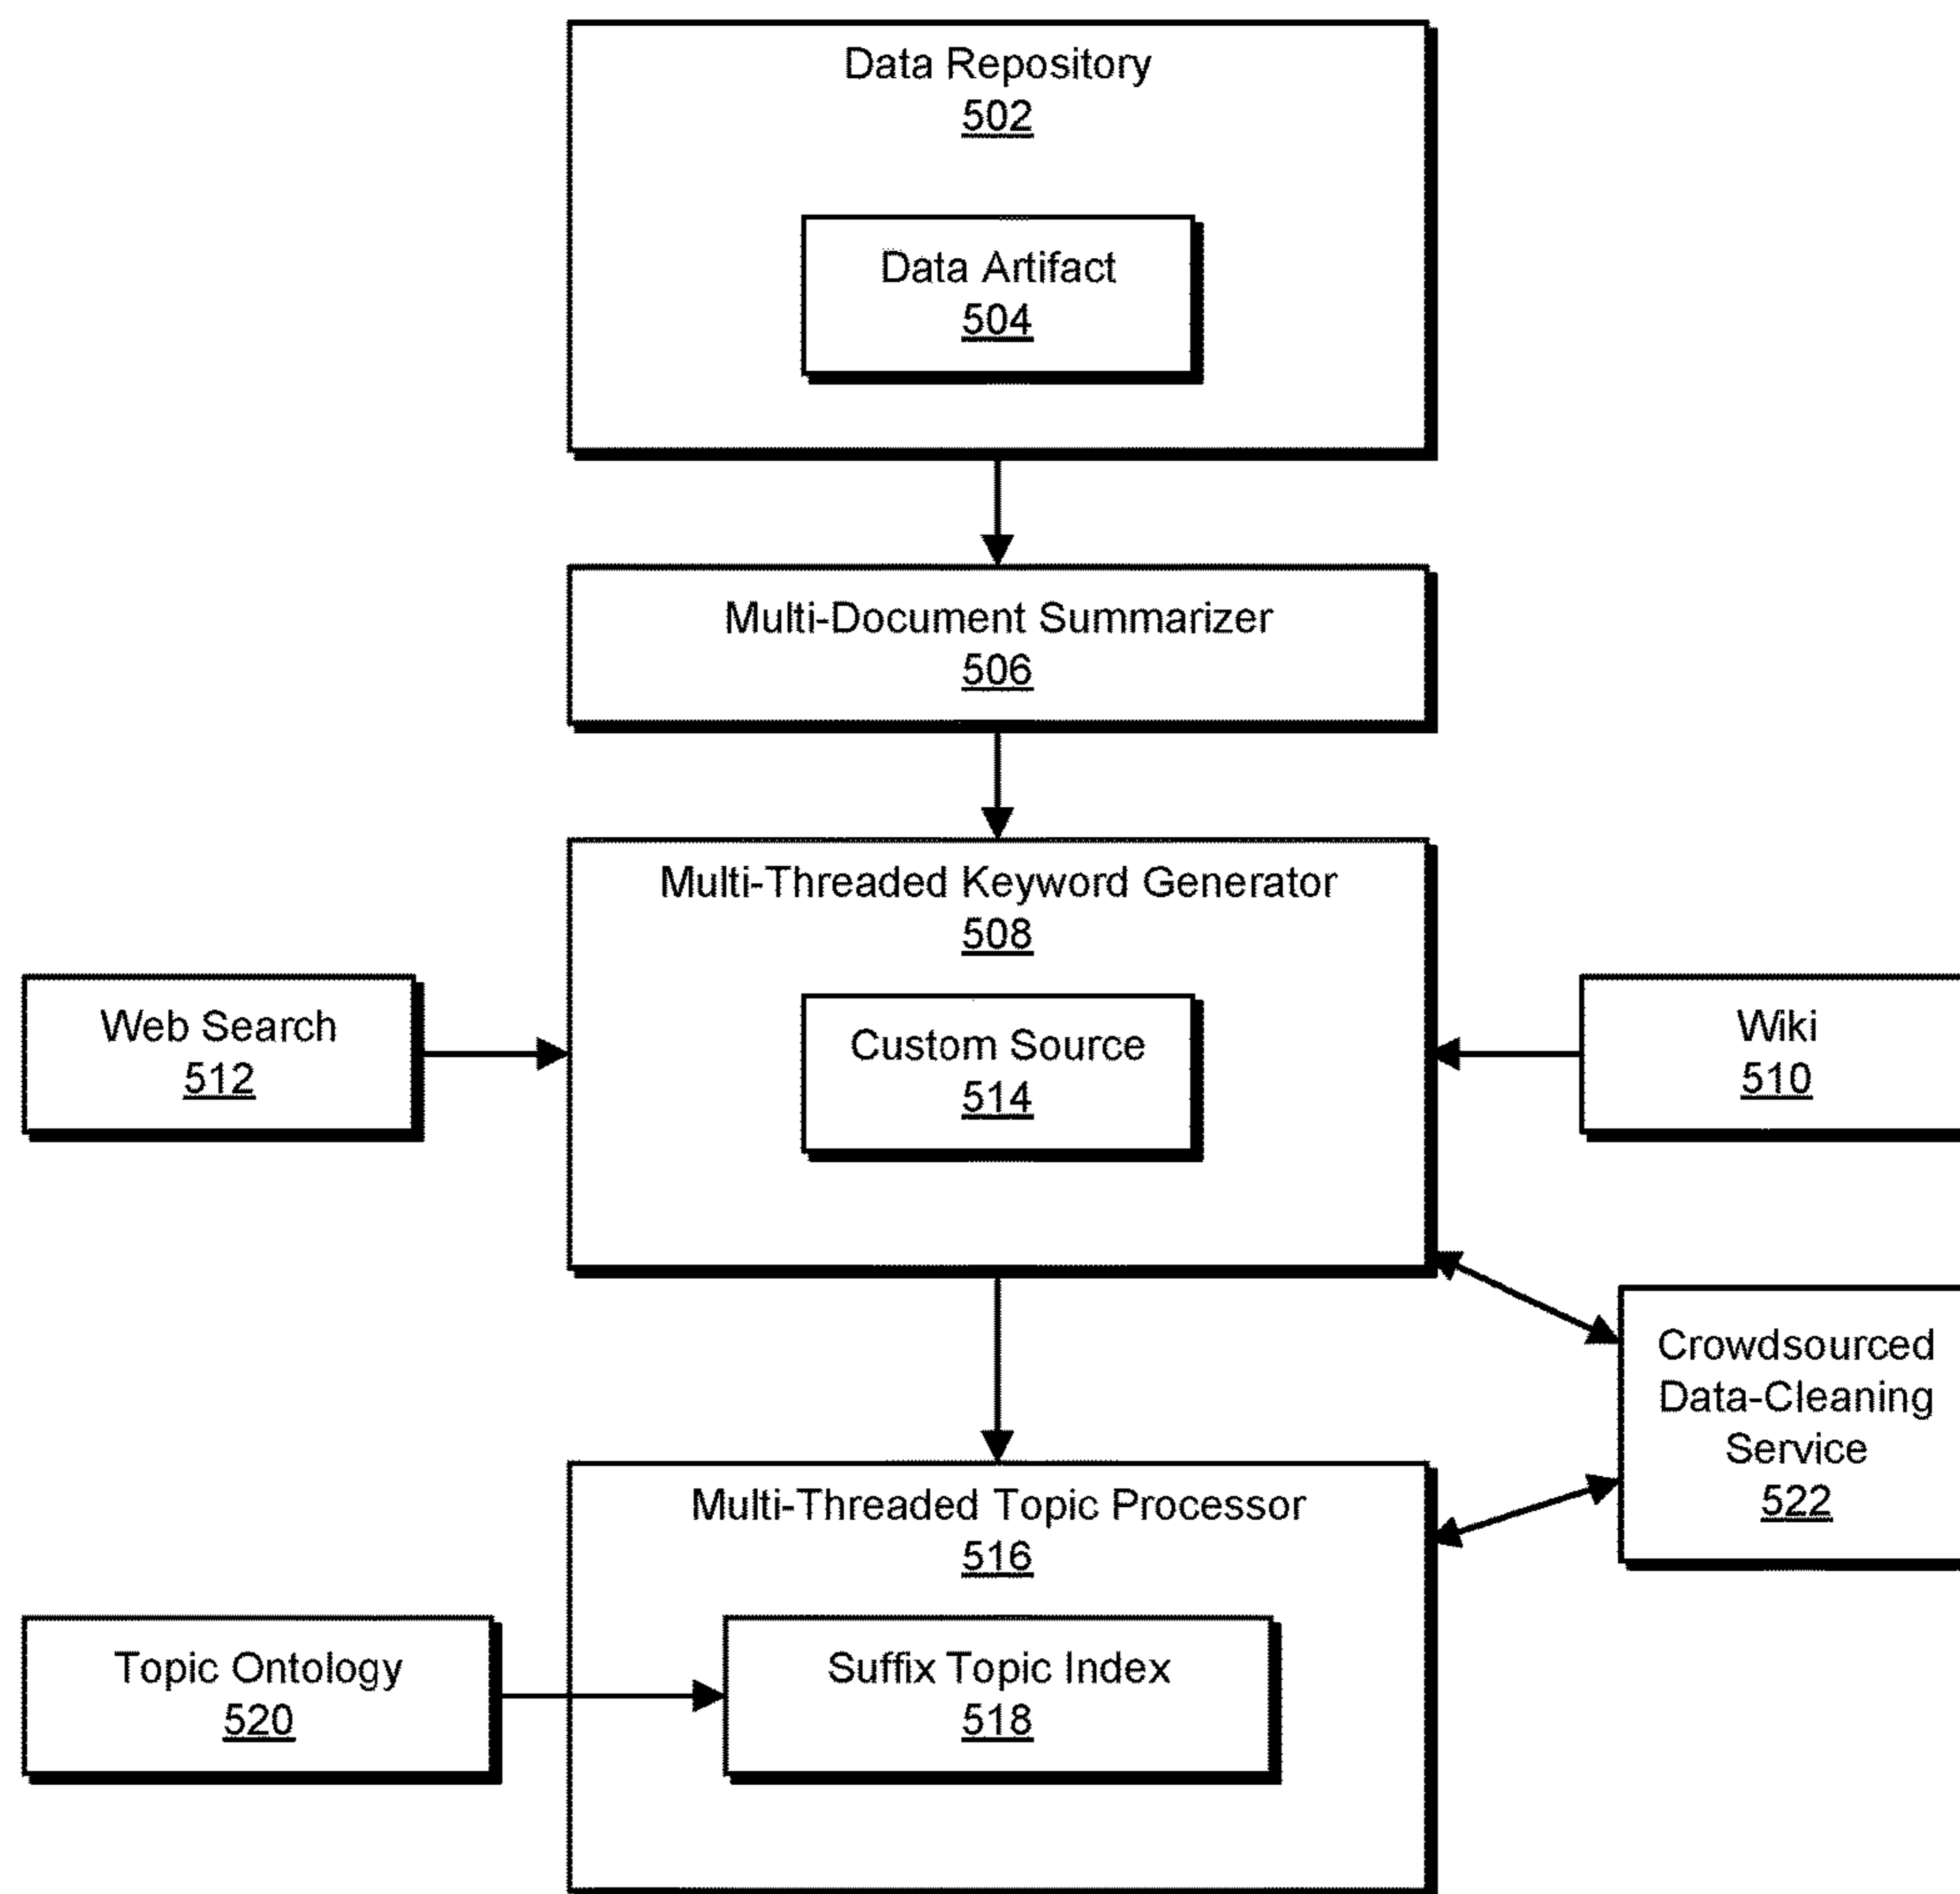 Data Repository
502
Data Artifact
504
Multi-Document Summarizer
506
Multi-Threaded Keyword Generator
508
Web Search
512
Custom Source
514
Wiki
510
Crowdsourced
Data-Cleaning
Service
522
Multi-Threaded Topic Processor
516
Topic Ontology
520
Suffix Topic Index
518